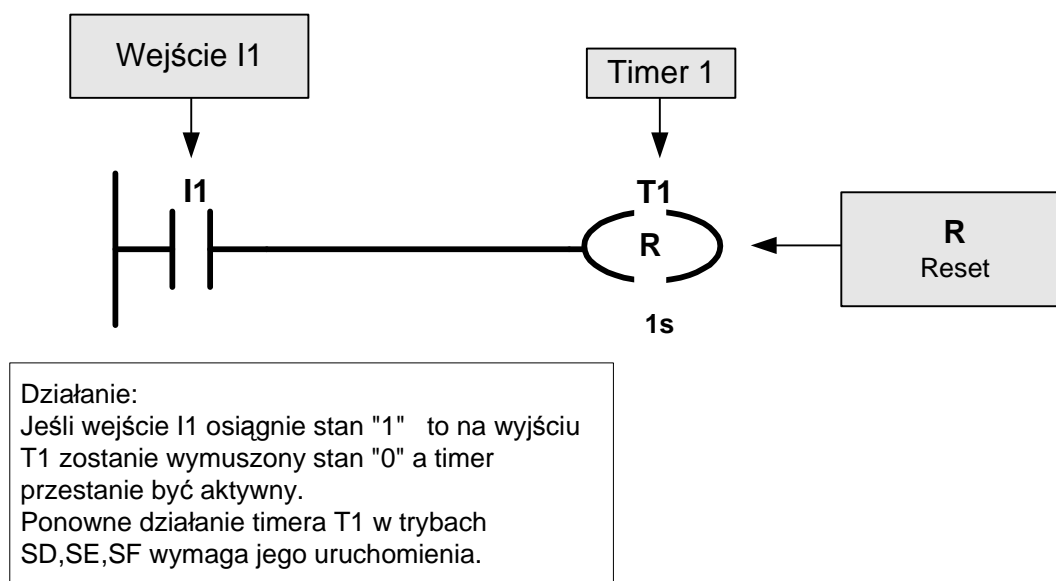 Wejście I1
Timer 1
I1
T1
R
R
Reset
1s
Działanie:
Jeśli wejście I1 osiągnie stan "1" to na wyjściu
T1 zostanie wymuszony stan "0" a timer
przestanie być aktywny.
Ponowne działanie timera T1 w trybach
SD,SE,SF wymaga jego uruchomienia.